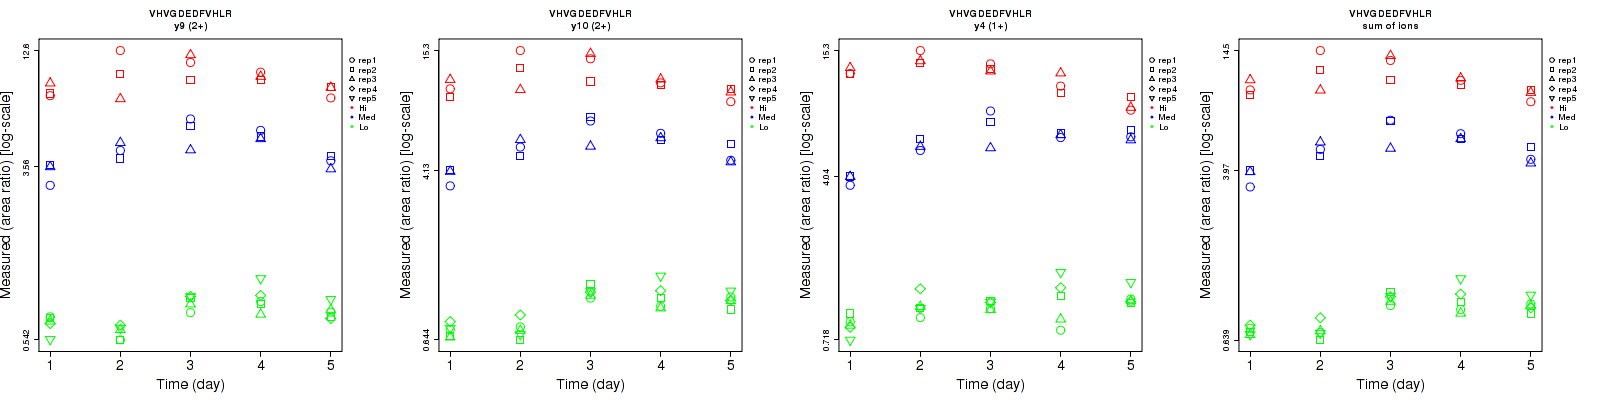 VHVGDEDFVHLR
y9 (2+)
Measured (area ratio) [log-scale]
12.6
3.56
0.542
1 2 3 4 5
Time (day)
rep1
rep2
rep3
rep4
rep5
Hi
Med
Lo
VHVGDEDFVHLR
y10 (2+)
Measured (area ratio) [log-scale]
15.3
4.13
0.644
1 2 3 4 5
Time (day)
rep1
rep2
rep3
rep4
rep5
Hi
Med
Lo
VHVGDEDFVHLR
y4 (1+)
Measured (area ratio) [log-scale]
15.3
4.04
0.718
1 2 3 4 5
Time (day)
rep1
rep2
rep3
rep4
rep5
Hi
Med
Lo
VHVGDEDFVHLR
sum of ions
Measured (area ratio) [log-scale]
14.5
3.97
0.639
1 2 3 4 5
Time (day)
rep1
rep2
rep3
rep4
rep5
Hi
Med
Lo